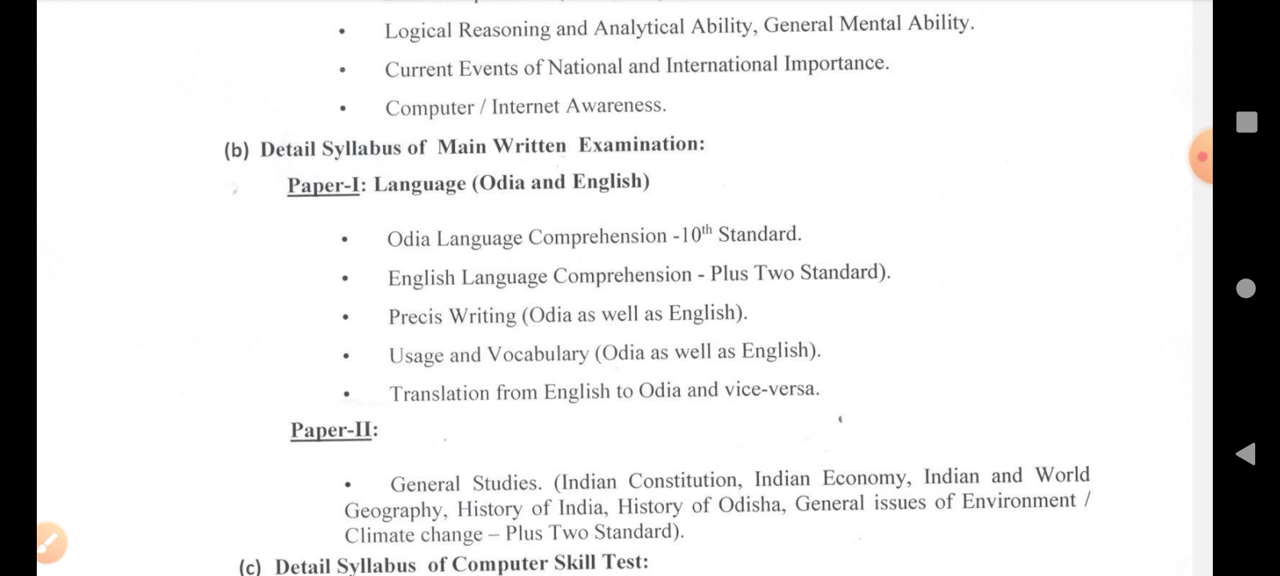 • Logical Reasoning and Analytical Ability, General Mental Ability.
• Current Events of National and International Importance.
• Computer / Internet Awareness.
(b) Detail Syllabus of Main Written Examination:
Paper-I: Language (Odia and English)
• Odia Language Comprehension -10th Standard.
• English Language Comprehension - Plus Two Standard).
• Precis Writing (Odia as well as English).
• Usage and Vocabulary (Odia as well as English).
• Translation from English to Odia and vice-versa.
Paper-II:
• General Studies. (Indian Constitution, Indian Economy, Indian and World
Geography, History of India, History of Odisha, General issues of Environment /
Climate change – Plus Two Standard).
(c) Detail Syllabus of Computer Skill Test: